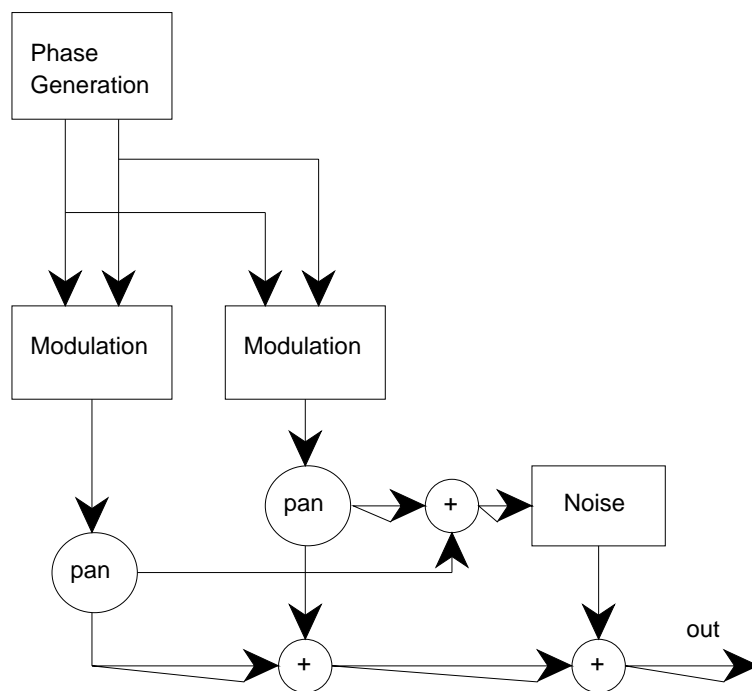 Phase
Generation
Modulation
Modulation
pan
+
Noise
pan
out
+
+